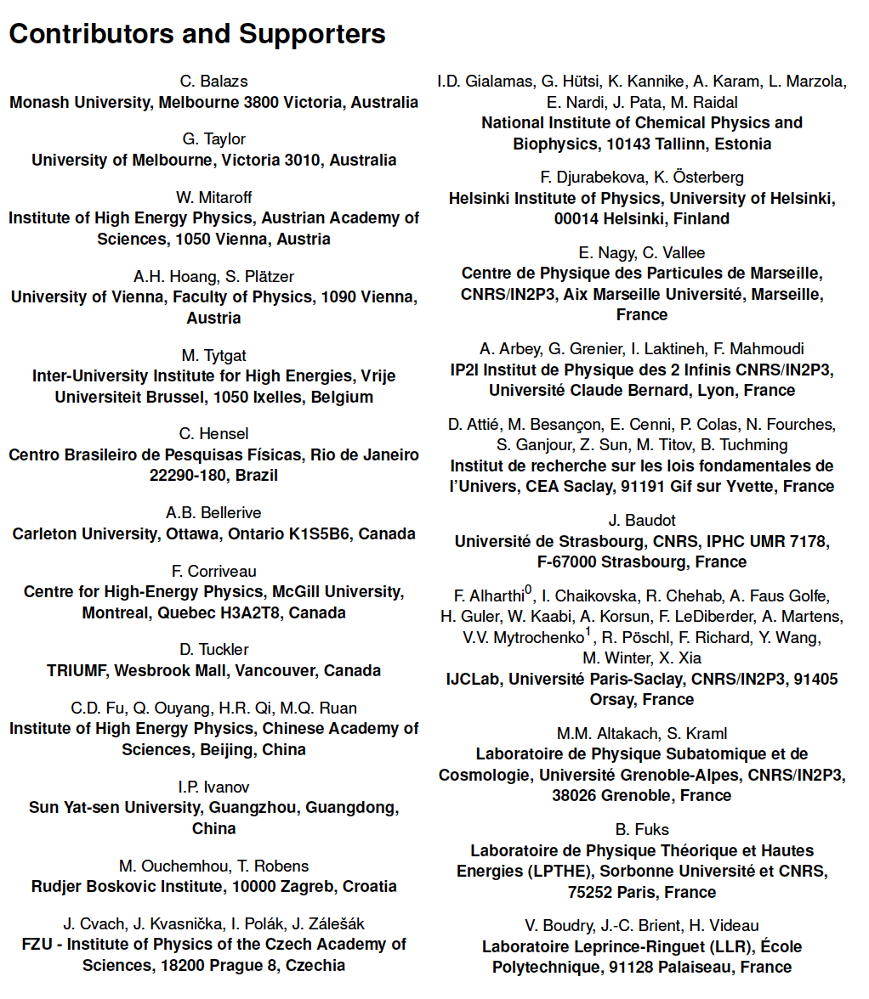 Contributors and Supporters
C. Balazs
Monash University, Melbourne 3800 Victoria, Australia
G. Taylor
University of Melbourne, Victoria 3010, Australia
W. Mitaroff
Institute of High Energy Physics, Austrian Academy of
Sciences, 1050 Vienna, Austria
A.H. Hoang, S. Plätzer
University of Vienna, Faculty of Physics, 1090 Vienna,
Austria
M. Tytgat
Inter-University Institute for High Energies, Vrije
Universiteit Brussel, 1050 Ixelles, Belgium
C. Hensel
Centro Brasileiro de Pesquisas Físicas, Rio de Janeiro
22290-180, Brazil
A.B. Bellerive
Carleton University, Ottawa, Ontario K1S5B6, Canada
F. Corriveau
Centre for High-Energy Physics, McGill University,
Montreal, Quebec H3A2T8, Canada
D. Tuckler
TRIUMF, Wesbrook Mall, Vancouver, Canada
C.D. Fu, Q. Ouyang, H.R. Qi, M.Q. Ruan
Institute of High Energy Physics, Chinese Academy of
Sciences, Beijing, China
I.P. Ivanov
Sun Yat-sen University, Guangzhou, Guangdong,
China
M. Ouchemhou, T. Robens
Rudjer Boskovic Institute, 10000 Zagreb, Croatia
J. Cvach, J. Kvasnička, I. Polák, J. Zálešák
FZU - Institute of Physics of the Czech Academy of
Sciences, 18200 Prague 8, Czechia
I.D. Gialamas, G. Hütsi, K. Kannike, A. Karam, L. Marzola,
E. Nardi, J. Pata, M. Raidal
National Institute of Chemical Physics and
Biophysics, 10143 Tallinn, Estonia
F. Djurabekova, K. Österberg
Helsinki Institute of Physics, University of Helsinki,
00014 Helsinki, Finland
E. Nagy, C. Vallee
Centre de Physique des Particules de Marseille,
CNRS/IN2P3, Aix Marseille Université, Marseille,
France
A. Arbey, G. Grenier, I. Laktineh, F. Mahmoudi
IP2I Institut de Physique des 2 Infinis CNRS/IN2P3,
Université Claude Bernard, Lyon, France
D. Attié, M. Besançon, E. Cenni, P. Colas, N. Fourches,
S. Ganjour, Z. Sun, M. Titov, B. Tuchming
Institut de recherche sur les lois fondamentales de
l'Univers, CEA Saclay, 91191 Gif sur Yvette, France
J. Baudot
Université de Strasbourg, CNRS, IPHC UMR 7178,
F-67000 Strasbourg, France
F. Alharthi⁰, I. Chaikovska, R. Chehab, A. Faus Golfe,
H. Guler, W. Kaabi, A. Korsun, F. LeDiberder, A. Martens,
V.V. Mytrochenko¹, R. Pöschl, F. Richard, Y. Wang,
M. Winter, X. Xia
IJCLab, Université Paris-Saclay, CNRS/IN2P3, 91405
Orsay, France
M.M. Altakach, S. Kraml
Laboratoire de Physique Subatomique et de
Cosmologie, Université Grenoble-Alpes, CNRS/IN2P3,
38026 Grenoble, France
B. Fuks
Laboratoire de Physique Théorique et Hautes
Energies (LPTHE), Sorbonne Université et CNRS,
75252 Paris, France
V. Boudry, J.-C. Brient, H. Videau
Laboratoire Leprince-Ringuet (LLR), École
Polytechnique, 91128 Palaiseau, France